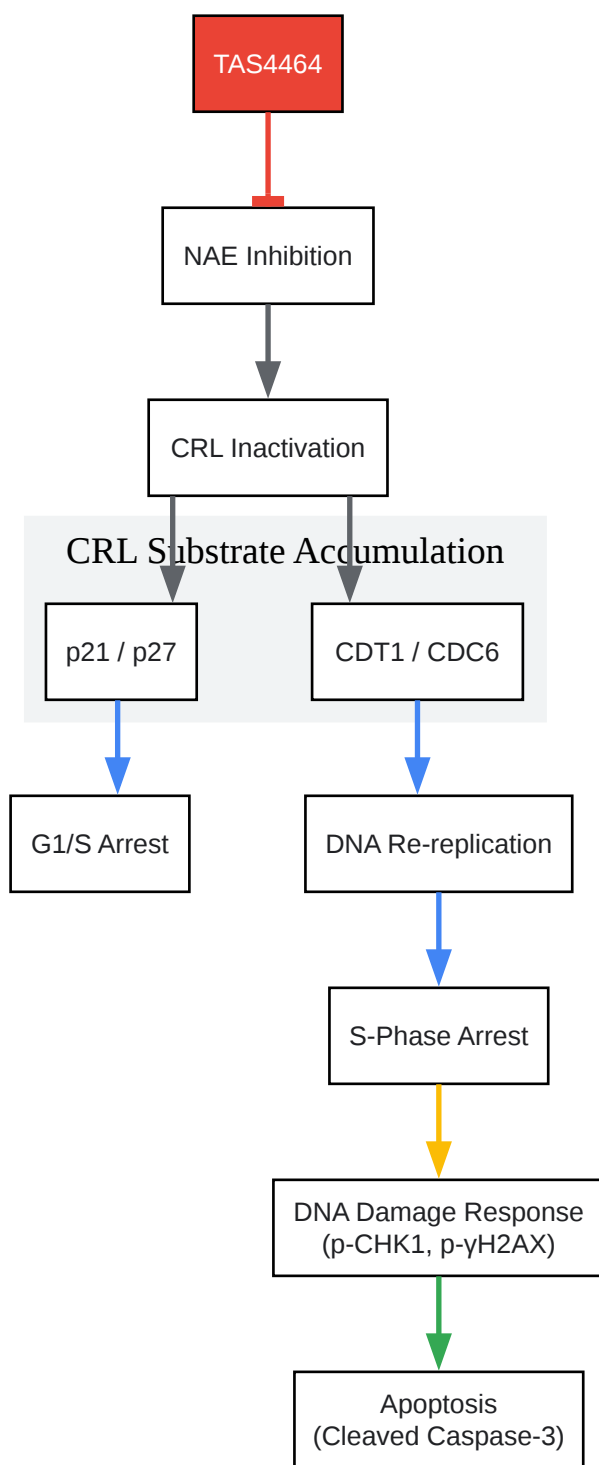 TAS4464
NAE Inhibition
CRL Inactivation
CRL Substrate Accumulation
p21 / p27
CDT1 / CDC6
G1/S Arrest
DNA Re-replication
S-Phase Arrest
DNA Damage Response
(p-CHK1, p-γH2AX)
Apoptosis
(Cleaved Caspase-3)